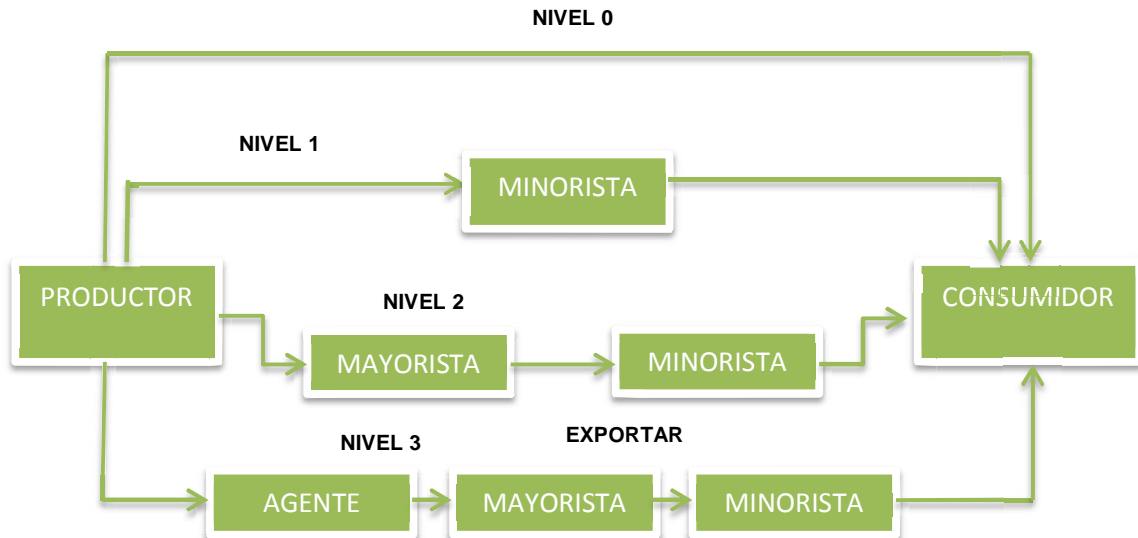 NIVEL 0
NIVEL 1
MINORISTA
PRODUCTOR
CONSUMIDOR
NIVEL 2
MAYORISTA
MINORISTA
NIVEL 3
EXPORTAR
AGENTE
MAYORISTA
MINORISTA